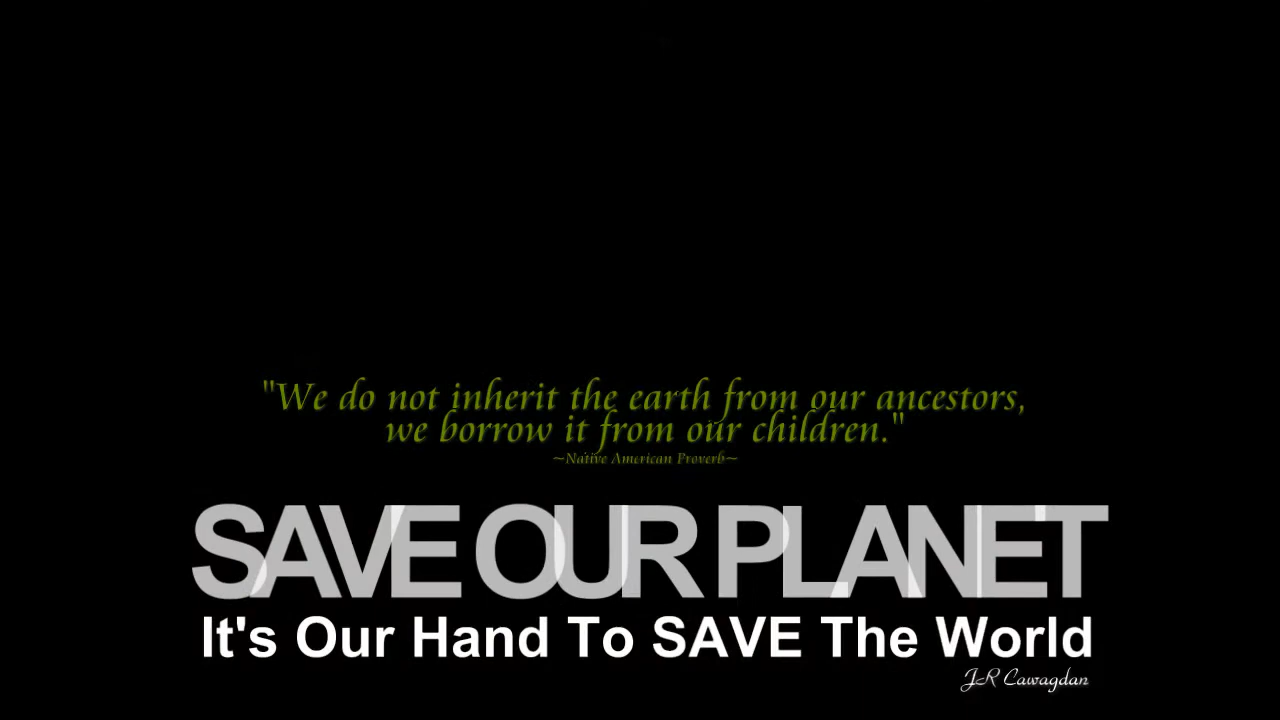 "We do not inherit the earth from our ancestors,
we borrow it from our children."
~Native American Proverb~
SAVE OUR PLANET
It's Our Hand To SAVE The World
J-R Cawagdan